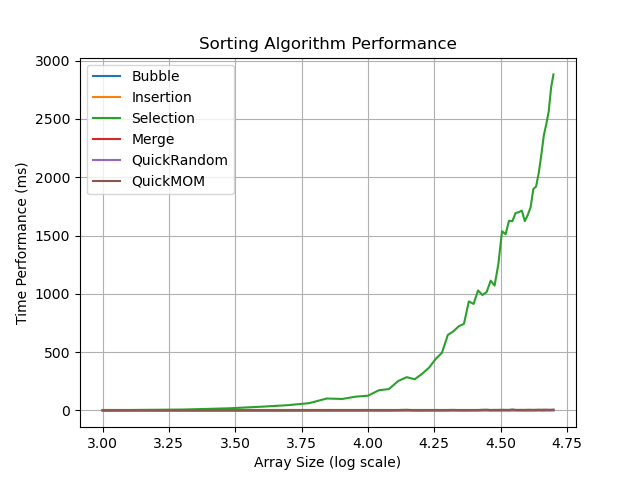 Sorting Algorithm Performance
3000
2500
2000
1500
1000
500
0
Time Performance (ms)
Bubble
Insertion
Selection
Merge
QuickRandom
QuickMOM
3.00 3.25 3.50 3.75 4.00 4.25 4.50 4.75
Array Size (log scale)